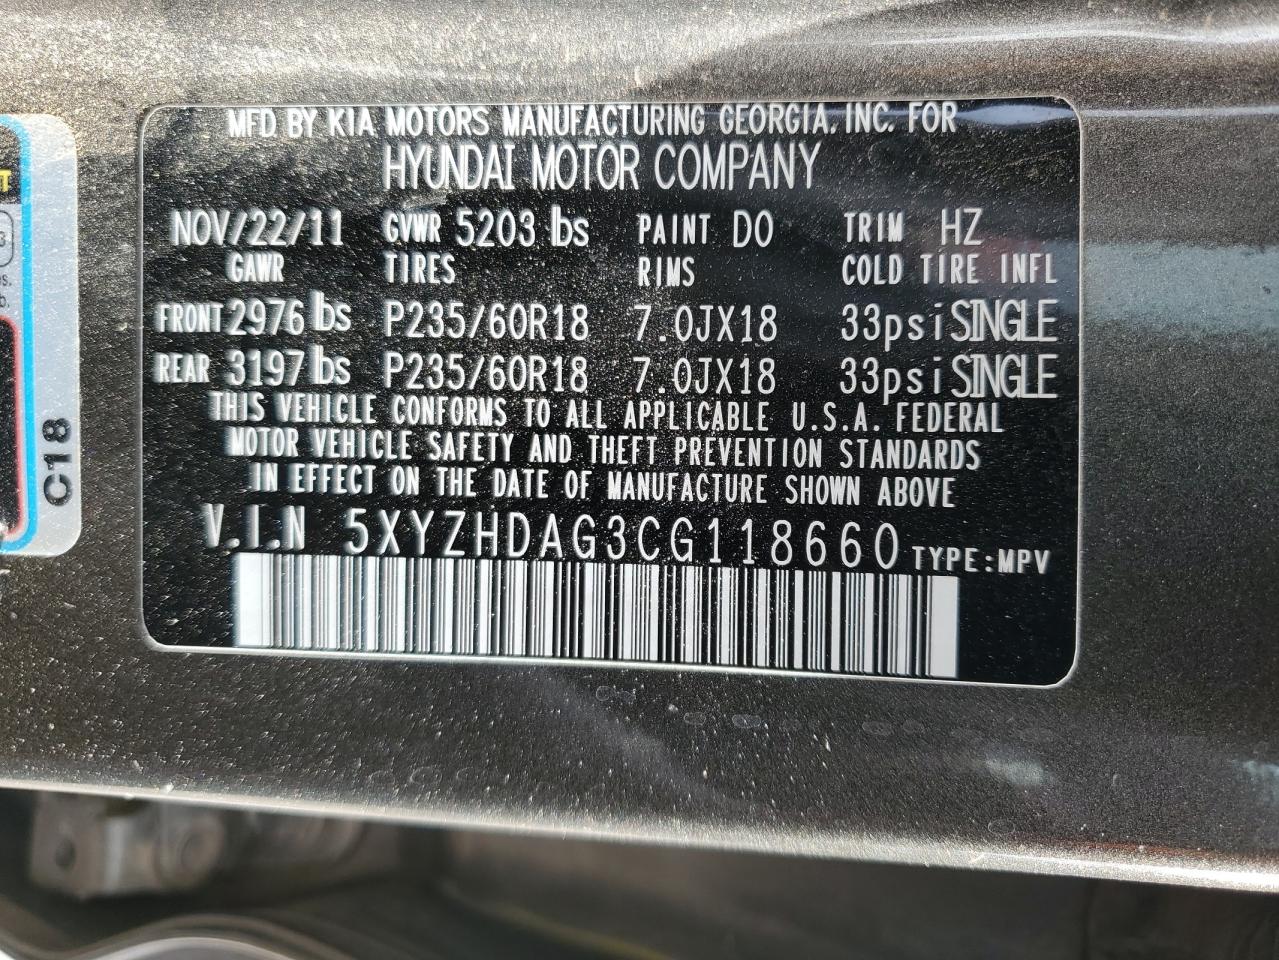 MFD BY KIA MOTORS MANUFACTURING GEORGIA, INC. FOR
HYUNDAI MOTOR COMPANY
NOV/22/11 GVWR 5203 lbs PAINT D0 TRIM HZ
GAWR TIRES RIMS COLD TIRE INFL
FRONT 2976 lbs P235/60R18 7.0JX18 33psi SINGLE
REAR 3197 lbs P235/60R18 7.0JX18 33psi SINGLE
THIS VEHICLE CONFORMS TO ALL APPLICABLE U.S.A. FEDERAL
MOTOR VEHICLE SAFETY AND THEFT PREVENTION STANDARDS
IN EFFECT ON THE DATE OF MANUFACTURE SHOWN ABOVE
V.I.N 5XYZHDAG3CG118660 TYPE:MPV
C18